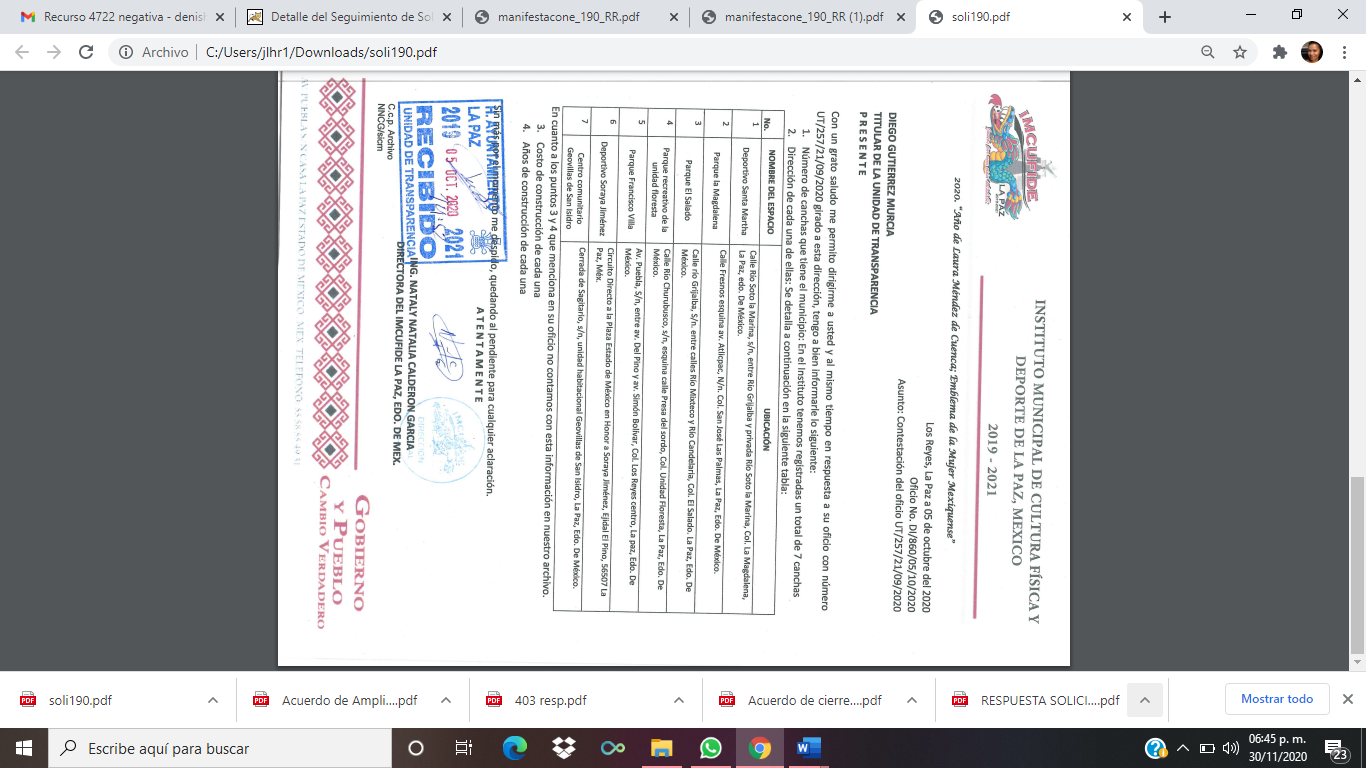 Recurso 4722 negativa - denis
Detalle del Seguimiento de Sol
manifestacone_190_RR.pdf
manifestacone_190_RR (1).pdf
soli190.pdf
Archivo
C:/Users/jlhr1/Downloads/soli190.pdf
IMCUFIDE
LA PAZ
INSTITUTO MUNICIPAL DE CULTURA FÍSICA Y
DEPORTE DE LA PAZ, MEXICO
2019 - 2021
2020. "Año de Laura Méndez de Cuenca; Emblema de la Mujer Mexiquense"
Los Reyes, La Paz a 05 de octubre del 2020
Oficio No. DJ/860/05/10/2020
Asunto: Contestación del oficio UT/257/21/09/2020
DIEGO GUTIERREZ MURCIA
TITULAR DE LA UNIDAD DE TRANSPARENCIA
P R E S E N T E
Con un grato saludo me permito dirigirme a usted y al mismo tiempo en respuesta a su oficio con número
UT/257/21/09/2020 girado a esta dirección, tengo a bien informarle lo siguiente:
1. Número de canchas que tiene el municipio: En el Instituto tenemos registradas un total de 7 canchas
2. Dirección de cada una de ellas: Se detalla a continuación en la siguiente tabla:
No. NOMBRE DEL ESPACIO UBICACIÓN
1 Deportivo Santa Martha Calle Río Soto la Marina, s/n, entre Río Grijalba y privada Río Soto la Marina, Col. La Magdalena,
La Paz, edo. De México.
2 Parque la Magdalena Calle Fresnos esquina av. Atlicpac, N/n. Col. San José Las Palmas, La Paz, Edo. De México.
3 Parque El Salado Calle río Grijalba, S/n. entre calles Río Mixteco y Río Candelaria, Col. El Salado. La Paz, Edo. De
México.
4 Parque recreativo de la
unidad floresta Calle Río Churubusco, s/n, esquina calle Presa del sordo, Col. Unidad Floresta, La Paz, Edo. De
México.
5 Parque Francisco Villa Av. Puebla, S/n, entre av. Del Pino y av. Simón Bolívar, Col. Los Reyes centro, La paz, Edo. De
México.
6 Deportivo Soraya Jiménez Circuito Directo a la Plaza Estado de México en Honor a Soraya Jiménez, Ejidal El Pino, 56507 La
Paz, Méx.
7 Centro comunitario
Geovillas de San Isidro Cerrada de Sagitario, s/n, unidad habitacional Geovillas de San Isidro, La Paz, Edo. De México.
En cuanto a los puntos 3 y 4 que menciona en su oficio no contamos con esta información en nuestro archivo.
3. Costo de construcción de cada una
4. Años de construcción de cada una
Sin más por el momento, me despido, quedando al pendiente para cualquier aclaración.
A T E N T A M E N T E
H. AYUNTAMIENTO
LA PAZ
2019 2021
05 OCT. 2020
RECIBIDO
UNIDAD DE TRANSPARENCIA
ING. NATALY NATALIA CALDERON GARCIA
DIRECTORA DEL IMCUFIDE LA PAZ, EDO. DE MEX.
C.c.p. Archivo
NNCG/sicm
GOBIERNO
Y PUEBLO
CAMBIO VERDADERO
soli190.pdf
Acuerdo de Ampli....pdf
403 resp.pdf
Acuerdo de cierre....pdf
RESPUESTA SOLICI....pdf
Mostrar todo
Escribe aquí para buscar
06:45 p. m.
30/11/2020
23